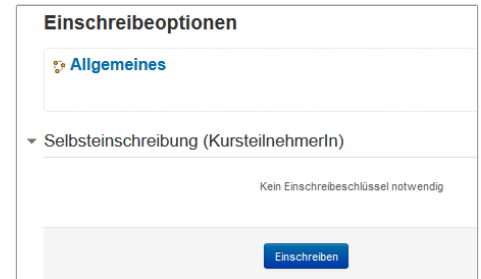 Einschreibeoptionen
Allgemeines
Selbsteinschreibung (KursteilnehmerIn)
Kein Einschreibeschlüssel notwendig
Einschreiben